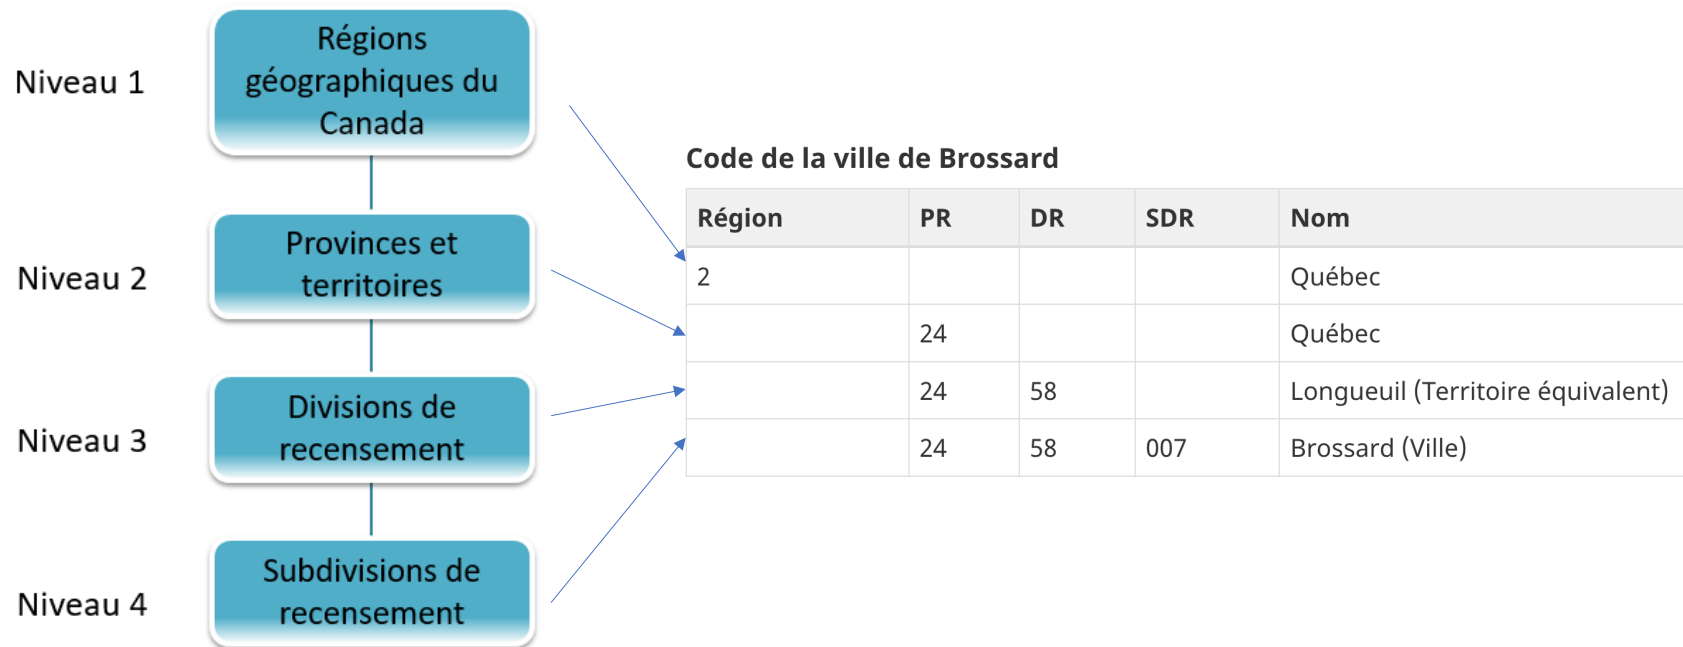 Niveau 1
Régions
géographiques du
Canada
Niveau 2
Provinces et
territoires
Niveau 3
Divisions de
recensement
Niveau 4
Subdivisions de
recensement
Code de la ville de Brossard
Région PR DR SDR Nom
2 Québec
24 Québec
24 58 Longueuil (Territoire équivalent)
24 58 007 Brossard (Ville)